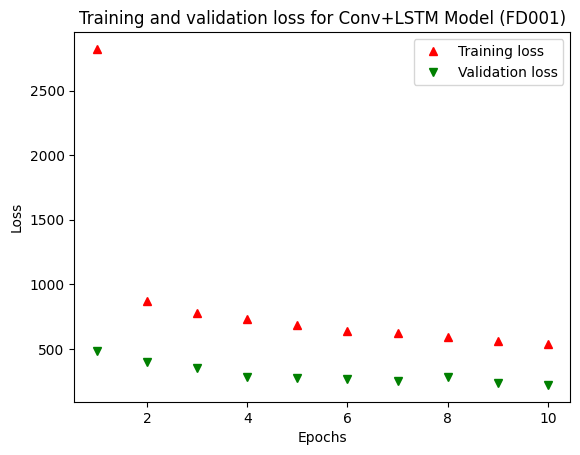 Training and validation loss for Conv+LSTM Model (FD001)
Training loss
Validation loss
2500
2000
1500
1000
500
Loss
2 4 6 8 10
Epochs